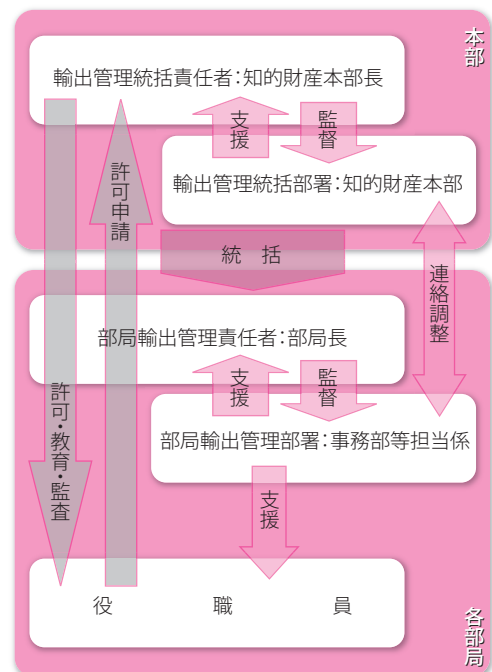 本部
輸出管理統括責任者：知的財産本部長
支援
監督
輸出管理統括部署：知的財産本部
許可申請
統 括
連絡調整
部局輸出管理責任者：部局長
支援
監督
許可・教育・監査
部局輸出管理部署：事務部等担当係
支援
役 職 員
各部局